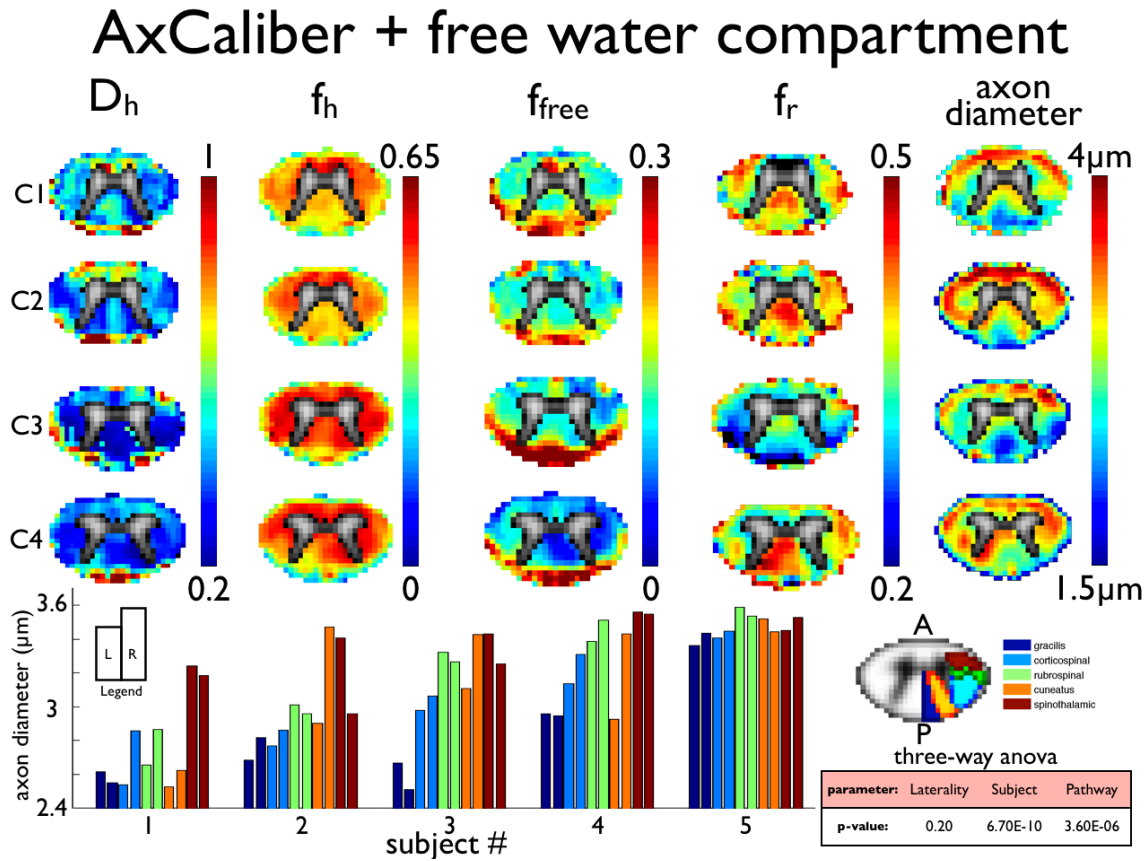 AxCaliber + free water compartment
Dh
fh
ffree
fr
axon
diameter
1
0.65
0.3
0.5
4μm
C1
C2
C3
C4
0.2
0
0
0.2
1.5μm
3.6
3
2.4
axon diameter (μm)
L
R
Legend
1
2
3
4
5
subject #
A
P
gracilis
corticospinal
rubrospinal
cuneatus
spinothalamic
three-way anova
parameter: Laterality Subject Pathway
p-value: 0.20 6.70E-10 3.60E-06